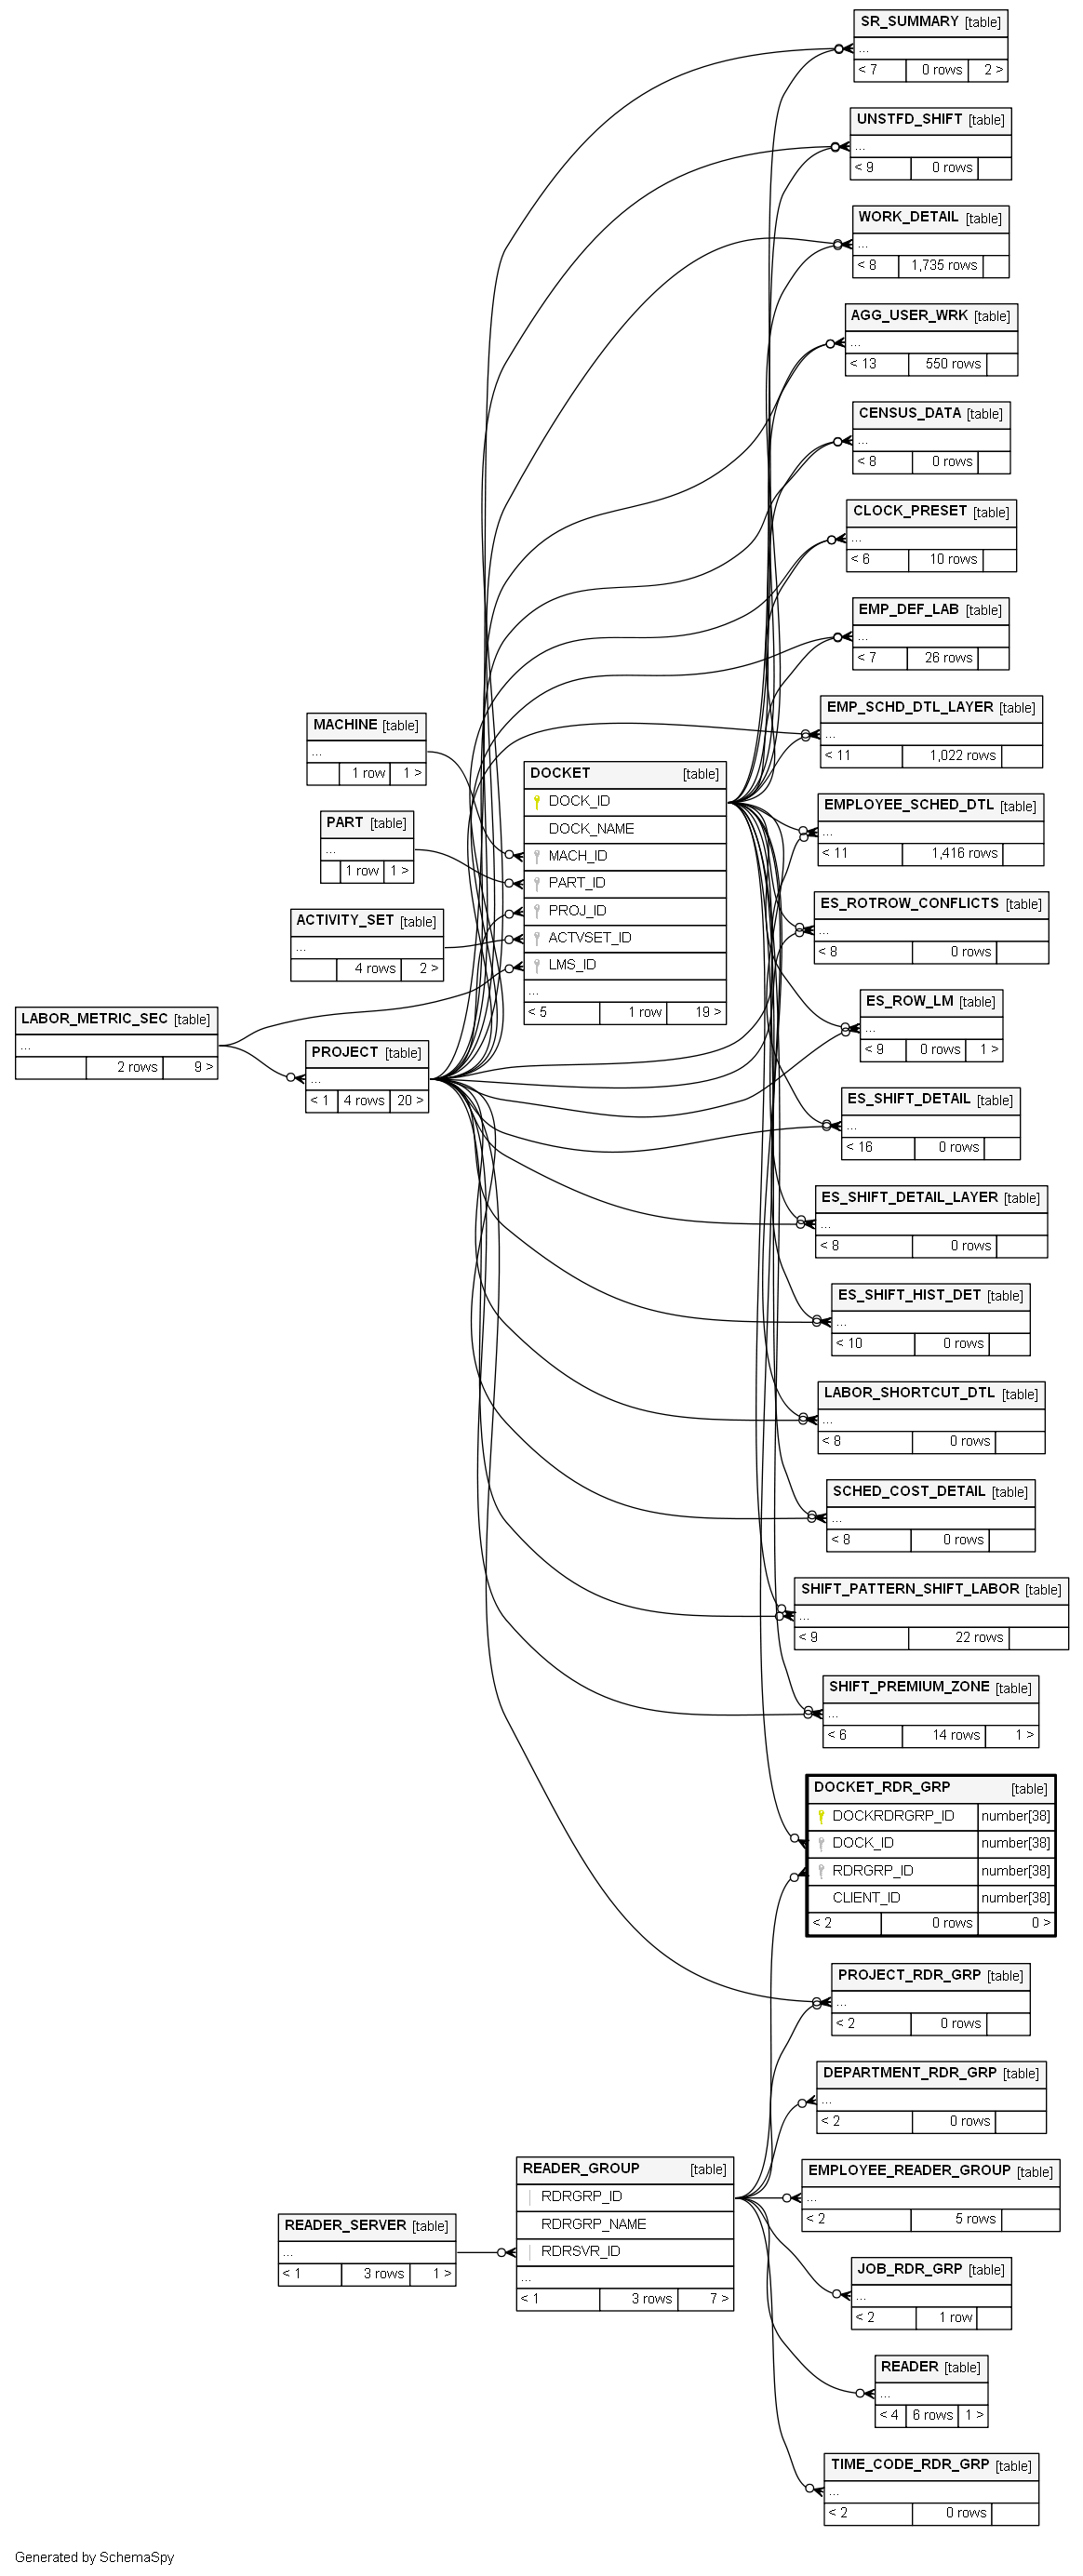 SR_SUMMARY [table]
...
< 7 0 rows 2 >
UNSTFD_SHIFT [table]
...
< 9 0 rows
WORK_DETAIL [table]
...
< 8 1,735 rows
AGG_USER_WRK [table]
...
< 13 550 rows
CENSUS_DATA [table]
...
< 8 0 rows
CLOCK_PRESET [table]
...
< 6 10 rows
EMP_DEF_LAB [table]
...
< 7 26 rows
EMP_SCHD_DTL_LAYER [table]
...
< 11 1,022 rows
MACHINE [table]
...
1 row 1 >
DOCKET [table]
DOCK_ID
DOCK_NAME
MACH_ID
PART_ID
PROJ_ID
ACTVSET_ID
LMS_ID
...
< 5 1 row 19 >
EMPLOYEE_SCHED_DTL [table]
...
< 11 1,416 rows
PART [table]
...
1 row 1 >
ES_ROTROW_CONFLICTS [table]
...
< 8 0 rows
ACTIVITY_SET [table]
...
4 rows 2 >
ES_ROW_LM [table]
...
< 9 0 rows 1 >
LABOR_METRIC_SEC [table]
...
2 rows 9 >
PROJECT [table]
...
< 1 4 rows 20 >
ES_SHIFT_DETAIL [table]
...
< 16 0 rows
ES_SHIFT_DETAIL_LAYER [table]
...
< 8 0 rows
ES_SHIFT_HIST_DET [table]
...
< 10 0 rows
LABOR_SHORTCUT_DTL [table]
...
< 8 0 rows
SCHED_COST_DETAIL [table]
...
< 8 0 rows
SHIFT_PATTERN_SHIFT_LABOR [table]
...
< 9 22 rows
SHIFT_PREMIUM_ZONE [table]
...
< 6 14 rows 1 >
DOCKET_RDR_GRP [table]
DOCKRDRGRP_ID number[38]
DOCK_ID number[38]
RDRGRP_ID number[38]
CLIENT_ID number[38]
< 2 0 rows 0 >
PROJECT_RDR_GRP [table]
...
< 2 0 rows
DEPARTMENT_RDR_GRP [table]
...
< 2 0 rows
READER_GROUP [table]
RDRGRP_ID
RDRGRP_NAME
RDRSVR_ID
...
< 1 3 rows 7 >
EMPLOYEE_READER_GROUP [table]
...
< 2 5 rows
READER_SERVER [table]
...
< 1 3 rows 1 >
JOB_RDR_GRP [table]
...
< 2 1 row
READER [table]
...
< 4 6 rows 1 >
TIME_CODE_RDR_GRP [table]
...
< 2 0 rows
Generated by SchemaSpy